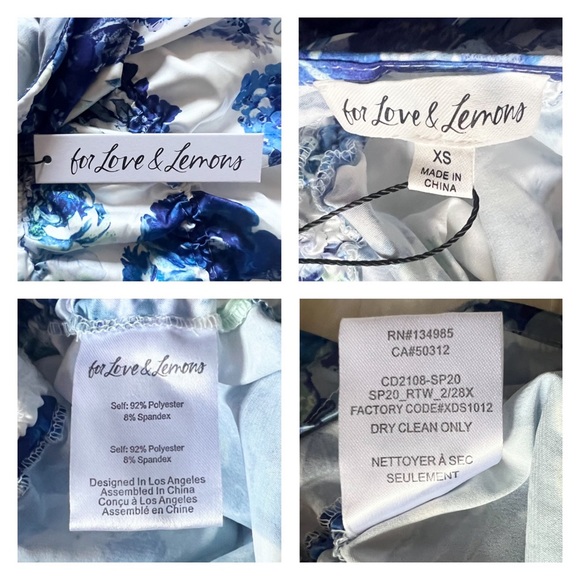 for Love & Lemons
for Love & Lemons
XS
MADE IN
CHINA
for Love & Lemons
Self: 92% Polyester
8% Spandex
Self: 92% Polyester
8% Spandex
Designed In Los Angeles
Assembled In China
Conçu à Los Angeles
Assemblé en Chine
RN#134985
CA#50312
CD2108-SP20
SP20_RTW_2/28X
FACTORY CODE#XDS1012
DRY CLEAN ONLY
NETTOYER À SEC
SEULEMENT